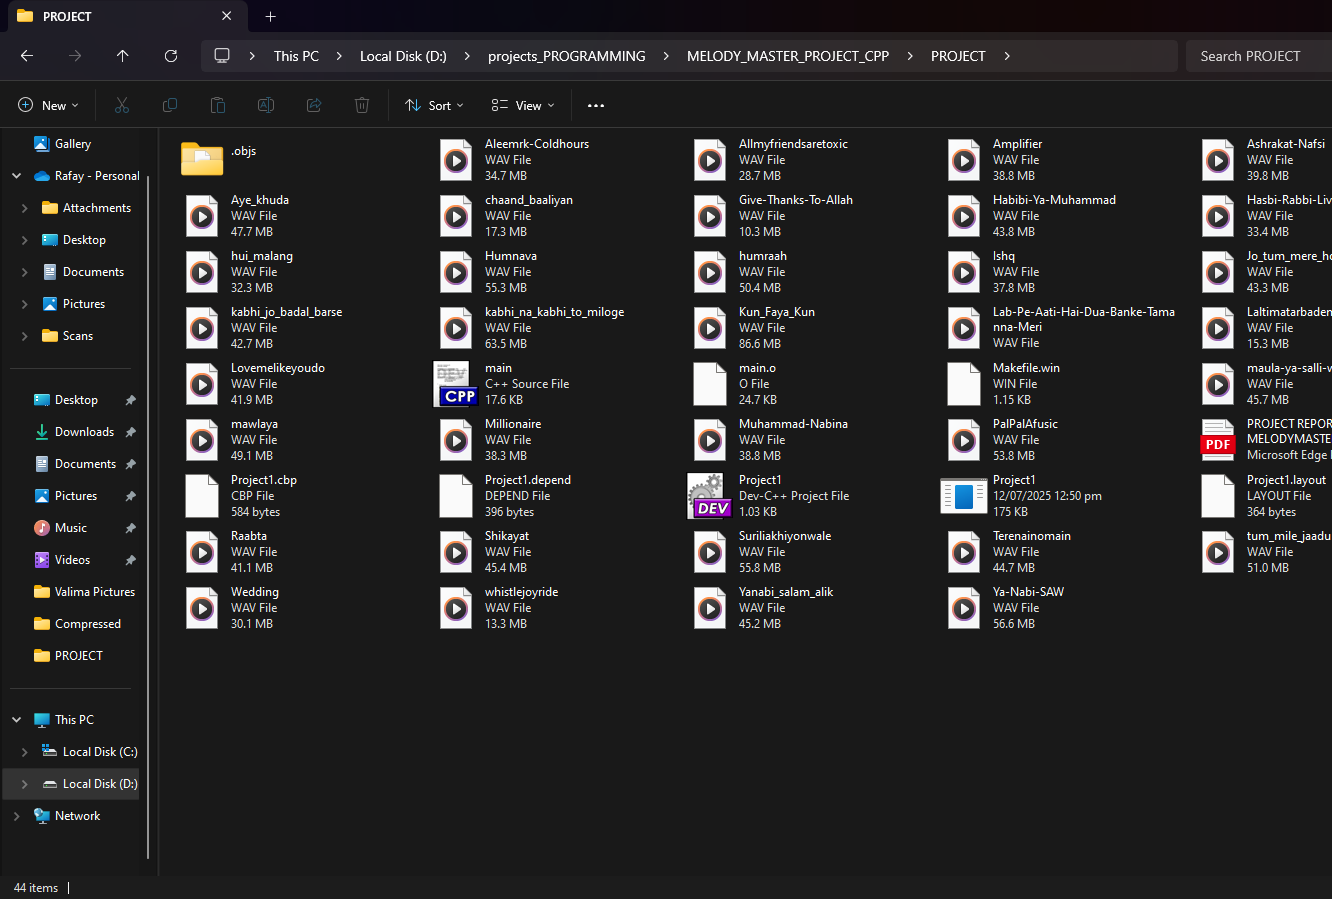 PROJECT
This PC
Local Disk (D:)
projects_PROGRAMMING
MELODY_MASTER_PROJECT_CPP
PROJECT
Search PROJECT
New
Sort
View
Gallery
Rafay - Personal
Attachments
Desktop
Documents
Pictures
Scans
Desktop
Downloads
Documents
Pictures
Music
Videos
Valima Pictures
Compressed
PROJECT
This PC
Local Disk (C:)
Local Disk (D:)
Network
.objs
Aleemrk-Coldhours
WAV File
34.7 MB
Allmyfriendsaretoxic
WAV File
28.7 MB
Amplifier
WAV File
38.8 MB
Ashrakat-Nafsi
WAV File
39.8 MB
Aye_khuda
WAV File
47.7 MB
chaand_baaliyan
WAV File
17.3 MB
Give-Thanks-To-Allah
WAV File
10.3 MB
Habibi-Ya-Muhammad
WAV File
43.8 MB
Hasbi-Rabbi-Liv
WAV File
33.4 MB
hui_malang
WAV File
32.3 MB
Humnava
WAV File
55.3 MB
humraah
WAV File
50.4 MB
Ishq
WAV File
37.8 MB
Jo_tum_mere_ho
WAV File
43.3 MB
kabhi_jo_badal_barse
WAV File
42.7 MB
kabhi_na_kabhi_to_miloge
WAV File
63.5 MB
Kun_Faya_Kun
WAV File
86.6 MB
Lab-Pe-Aati-Hai-Dua-Banke-Tama
nna-Meri
WAV File
Laltimatarbaden
WAV File
15.3 MB
Lovemelikeyoudo
WAV File
41.9 MB
DEV
CPP
main
C++ Source File
17.6 KB
main.o
O File
24.7 KB
Makefile.win
WIN File
1.15 KB
maula-ya-salli-w
WAV File
45.7 MB
mawlaya
WAV File
49.1 MB
Millionaire
WAV File
38.3 MB
Muhammad-Nabina
WAV File
38.8 MB
PalPalAfusic
WAV File
53.8 MB
PDF
PROJECT REPOR
MELODYMASTE
Microsoft Edge
Project1.cbp
CBP File
584 bytes
Project1.depend
DEPEND File
396 bytes
DEV
Project1
Dev-C++ Project File
1.03 KB
Project1
12/07/2025 12:50 pm
175 KB
Project1.layout
LAYOUT File
364 bytes
Raabta
WAV File
41.1 MB
Shikayat
WAV File
45.4 MB
Suriliakhiyonwale
WAV File
55.8 MB
Terenainomain
WAV File
44.7 MB
tum_mile_jaadu
WAV File
51.0 MB
Wedding
WAV File
30.1 MB
whistlejoyride
WAV File
13.3 MB
Yanabi_salam_alik
WAV File
45.2 MB
Ya-Nabi-SAW
WAV File
56.6 MB
44 items